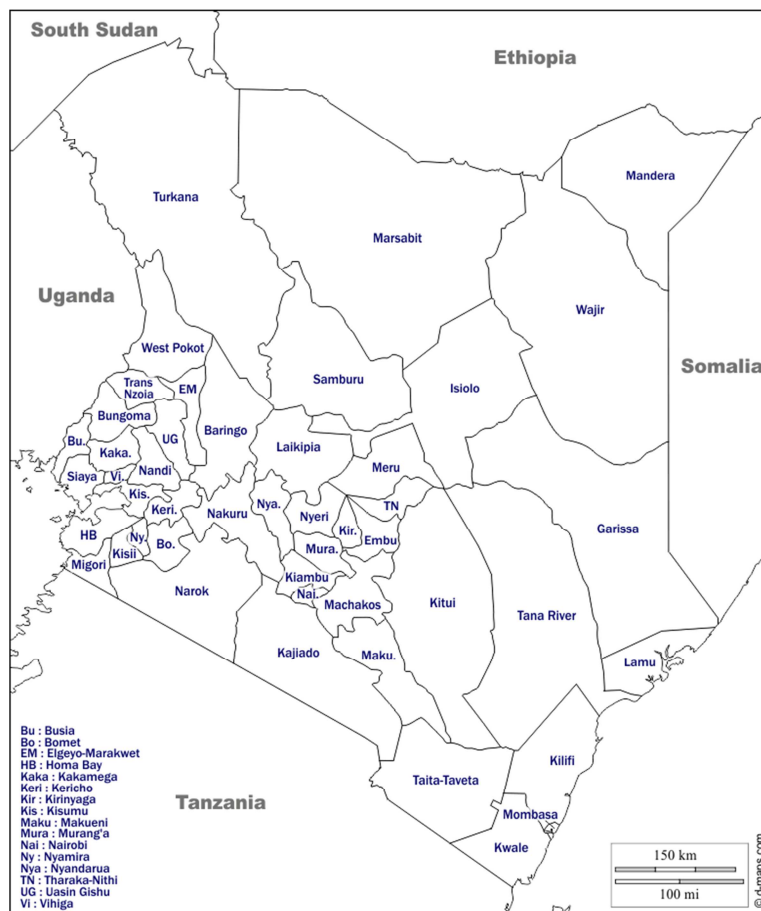 South Sudan
Ethiopia
Mandera
Turkana
Marsabit
Uganda
Wajir
West Pokot
Somalia
Trans
Nzoia
EM
Samburu
Isiolo
Bungoma
Bu.
UG
Baringo
Kaka.
Laikipia
Siaya
Vi.
Nandi
Meru
Kis.
Keri.
Nakuru
Nya.
Nyeri
TN
HB
Ny.
Kir.
Garissa
Kisii
Bo.
Mura.
Embu
Migori
Kiambu
Narok
Nai.
Machakos
Kitui
Tana River
Kajiado
Maku.
Lamu
Kilifi
Taita-Taveta
Tanzania
Mombasa
Kwale
Bu : Busia
Bo : Bomet
EM : Elgeyo-Marakwet
HB : Homa Bay
Kaka : Kakamega
Keri : Kericho
Kir : Kirinyaga
Kis : Kisumu
Maku : Makueni
Mura : Murang'a
Nai : Nairobi
Ny : Nyamira
Nya : Nyandarua
TN : Tharaka-Nithi
UG : Uasin Gishu
Vi : Vihiga
150 km
100 mi
© d-maps.com